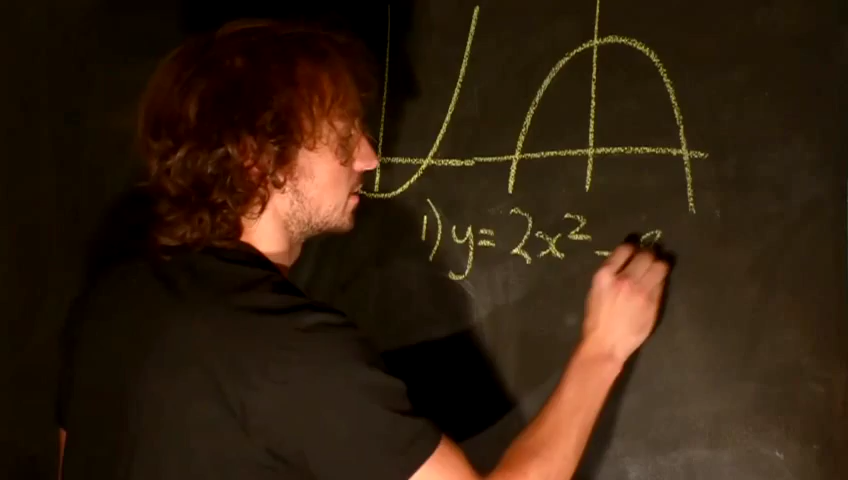 1) y = 2x² -